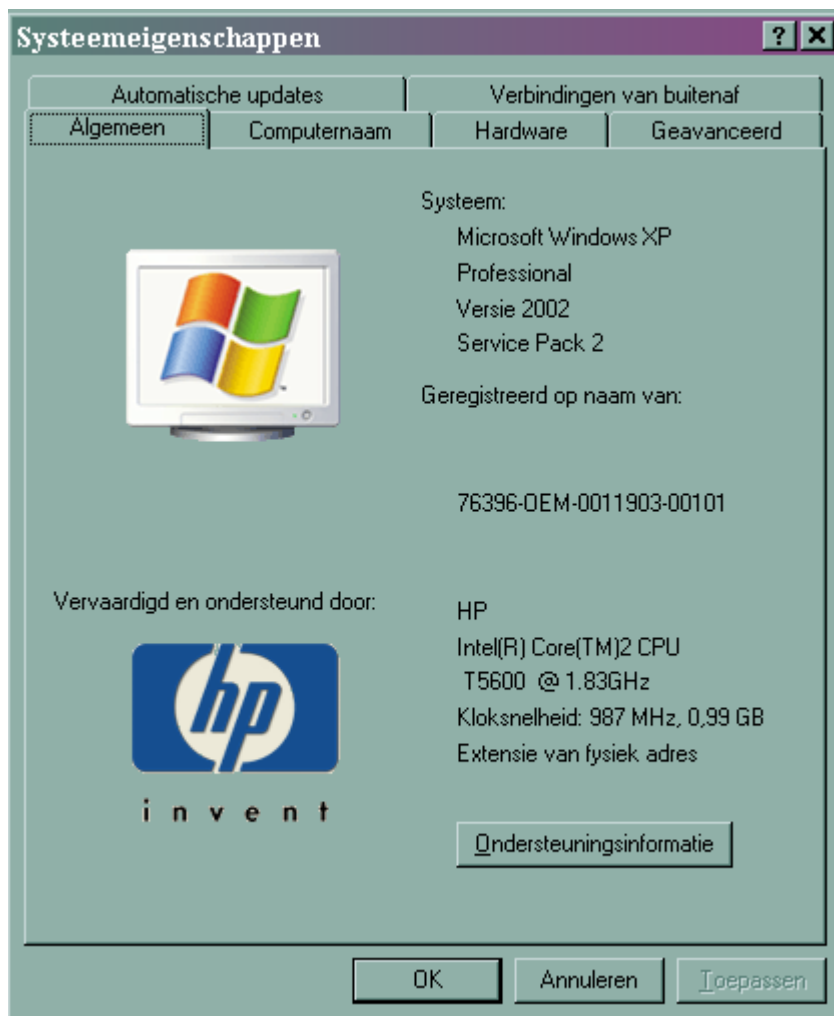 Systeemeigenschappen
Automatische updates
Verbindingen van buitenaf
Algemeen
Computernaam
Hardware
Geavanceerd
Systeem:
Microsoft Windows XP
Professional
Versie 2002
Service Pack 2
Geregistreerd op naam van:
76396-OEM-0011903-00101
Vervaardigd en ondersteund door:
hp
invent
HP
Intel(R) Core(TM)2 CPU
T5600 @ 1.83GHz
Kloksnelheid: 987 MHz, 0,99 GB
Extensie van fysiek adres
Ondersteuningsinformatie
OK
Annuleren
Toepassen